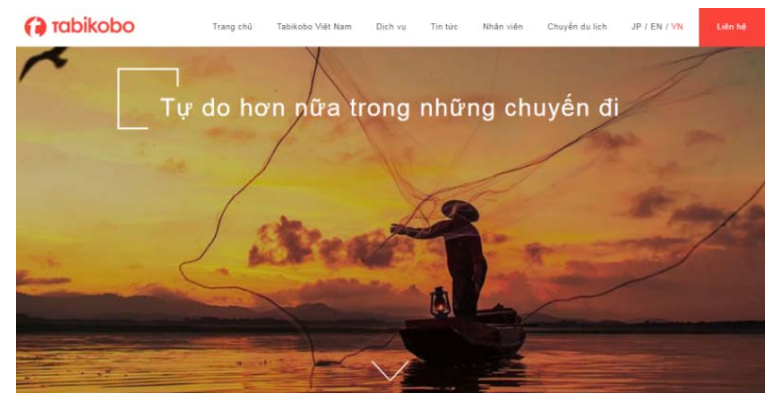 Tabikobo
Trang chủ Tabikobo Việt Nam Dịch vụ Tin tức Nhân viên Chuyến du lịch JP / EN / VN Liên hệ
Tự do hơn nữa trong những chuyến đi